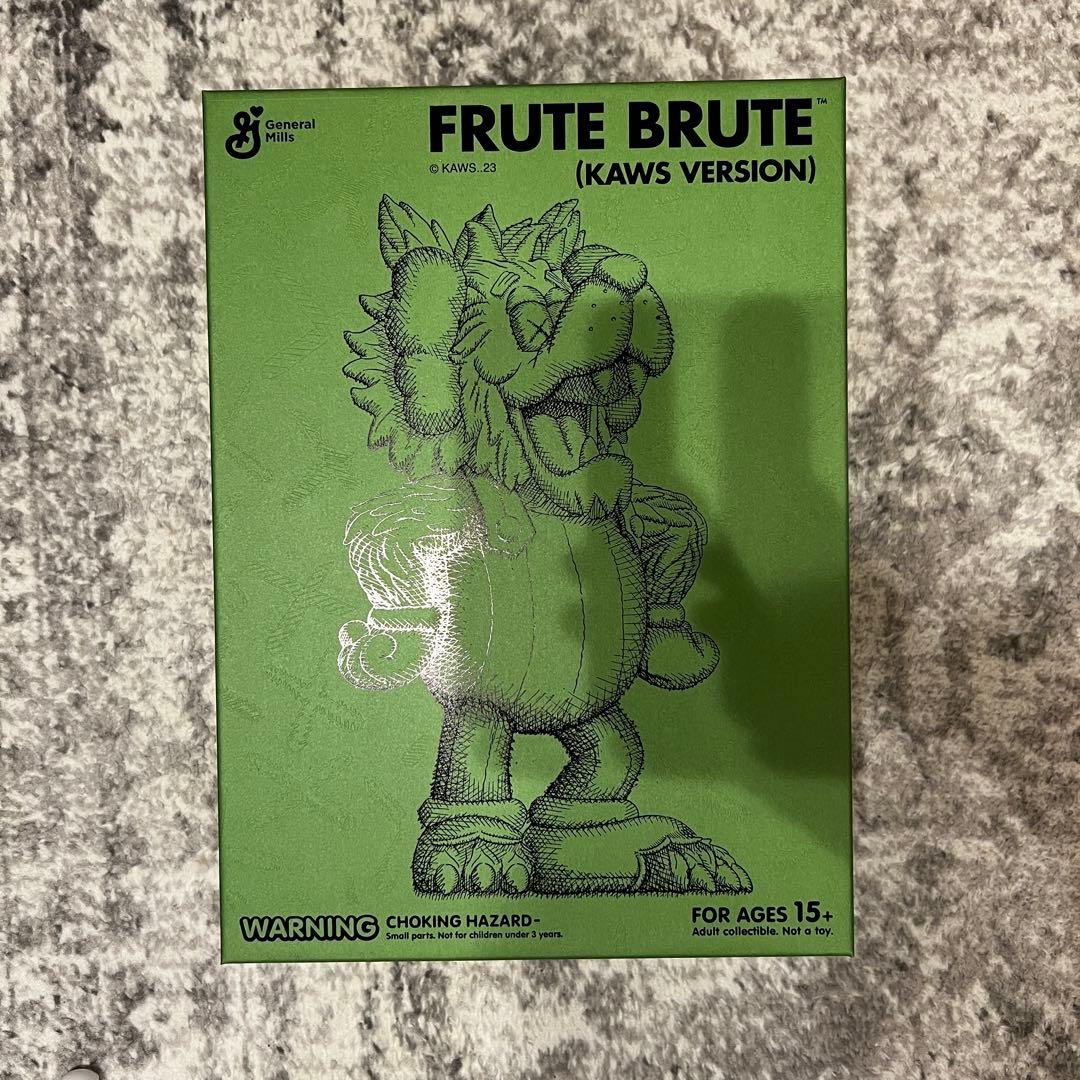 General
Mills
FRUTE BRUTE™
© KAWS..23
(KAWS VERSION)
WARNING CHOKING HAZARD-
Small parts. Not for children under 3 years.
FOR AGES 15+
Adult collectible. Not a toy.